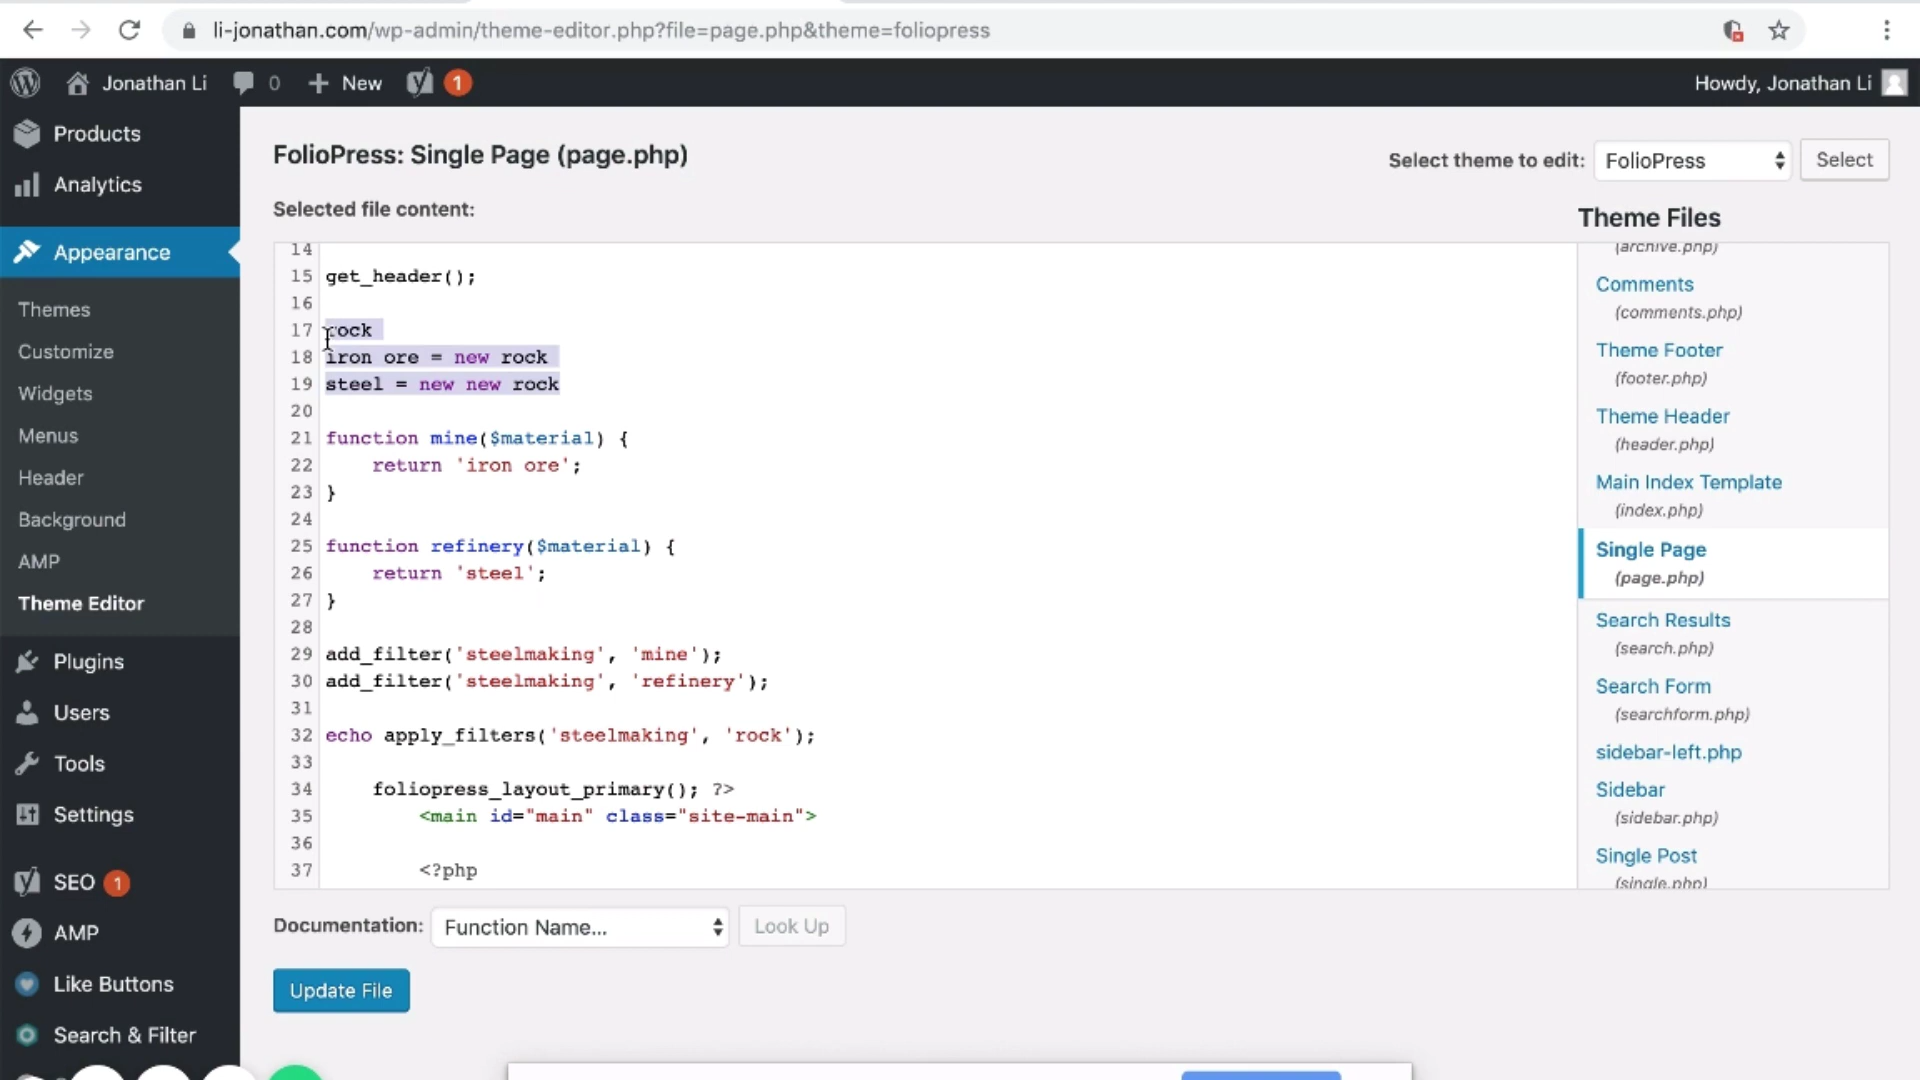 li-jonathan.com/wp-admin/theme-editor.php?file=page.php&theme=foliopress
Jonathan Li
0
New
1
Howdy, Jonathan Li
Products
Analytics
Appearance
Themes
Customize
Widgets
Menus
Header
Background
AMP
Theme Editor
Plugins
Users
Tools
Settings
SEO 1
AMP
Like Buttons
Search & Filter
FolioPress: Single Page (page.php)
Select theme to edit:
FolioPress
Select
Selected file content:
14
15 get_header();
16
17 rock
18 iron ore = new rock
19 steel = new new rock
20
21 function mine($material) {
22     return 'iron ore';
23 }
24
25 function refinery($material) {
26     return 'steel';
27 }
28
29 add_filter('steelmaking', 'mine');
30 add_filter('steelmaking', 'refinery');
31
32 echo apply_filters('steelmaking', 'rock');
33
34     foliopress_layout_primary(); ?>
35         <main id="main" class="site-main">
36
37         <?php
Theme Files
(archive.php)
Comments
(comments.php)
Theme Footer
(footer.php)
Theme Header
(header.php)
Main Index Template
(index.php)
Single Page
(page.php)
Search Results
(search.php)
Search Form
(searchform.php)
sidebar-left.php
Sidebar
(sidebar.php)
Single Post
(single.php)
Documentation:
Function Name...
Look Up
Update File